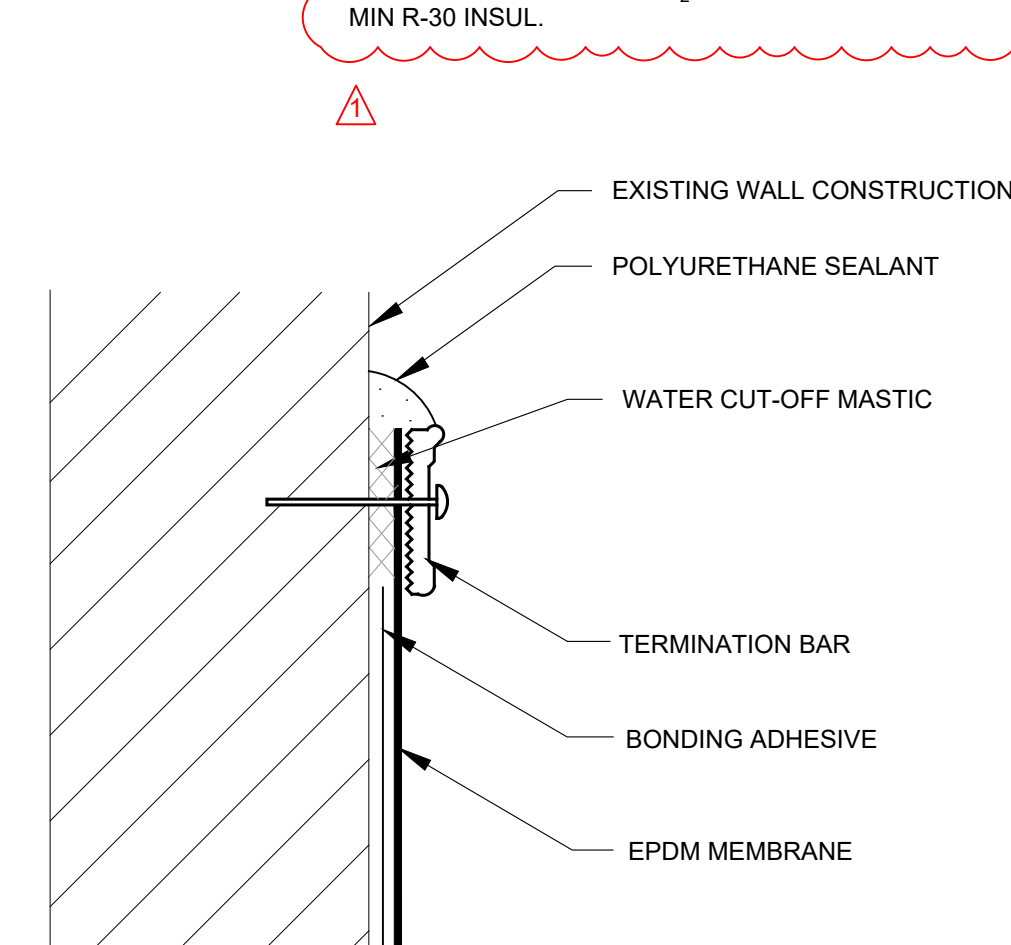 2
MIN R-30 INSUL.
1
EXISTING WALL CONSTRUCTION
POLYURETHANE SEALANT
WATER CUT-OFF MASTIC
TERMINATION BAR
BONDING ADHESIVE
EPDM MEMBRANE